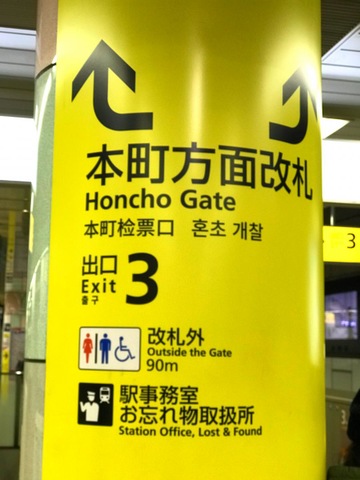 本町方面改札
Honcho Gate
本町检票口 혼초 개찰
出口
Exit
출구
3
改札外
Outside the Gate
90m
駅事務室
お忘れ物取扱所
Station Office, Lost & Found
3